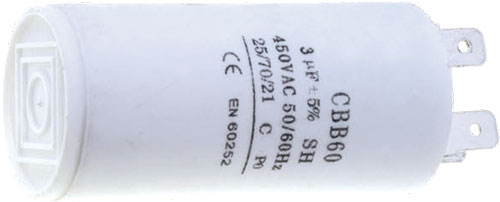 CBB60
3 µF ± 5% SH
450VAC 50/60Hz
25/70/21 C P0
CE EN 60252